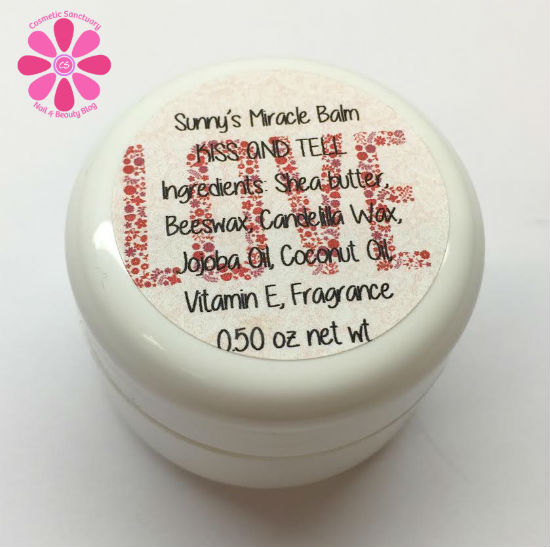 Cosmetic Sanctuary
CS
Nail & Beauty Blog
LOVE
Sunny's Miracle Balm
KISS AND TELL
Ingredients: Shea butter,
Beeswax, Candelilla Wax,
Jojoba Oil, Coconut Oil,
Vitamin E, Fragrance
0.50 oz net wt